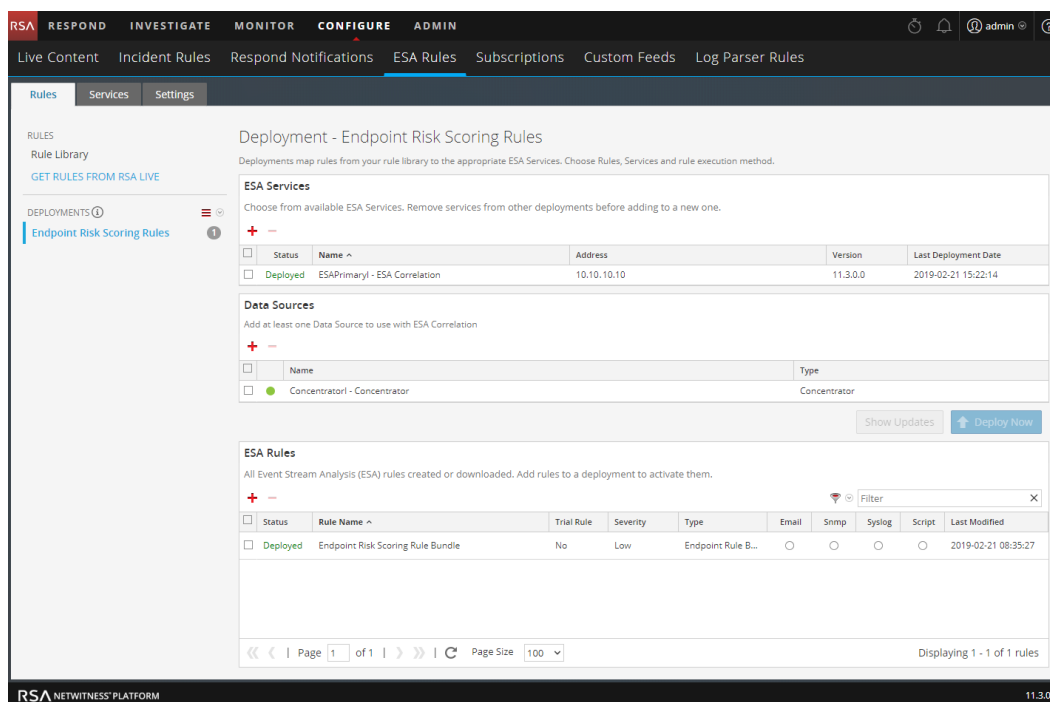 RSA RESPOND INVESTIGATE MONITOR CONFIGURE ADMIN admin
Live Content Incident Rules Respond Notifications ESA Rules Subscriptions Custom Feeds Log Parser Rules
Rules Services Settings
RULES
Rule Library
GET RULES FROM RSA LIVE
DEPLOYMENTS
Endpoint Risk Scoring Rules 1
Deployment - Endpoint Risk Scoring Rules
Deployments map rules from your rule library to the appropriate ESA Services. Choose Rules, Services and rule execution method.
ESA Services
Choose from available ESA Services. Remove services from other deployments before adding to a new one.
Status Name Address Version Last Deployment Date
Deployed ESAPrimaryl - ESA Correlation 10.10.10.10 11.3.0.0 2019-02-21 15:22:14
Data Sources
Add at least one Data Source to use with ESA Correlation
Name Type
Concentratorl - Concentrator Concentrator
Show Updates Deploy Now
ESA Rules
All Event Stream Analysis (ESA) rules created or downloaded. Add rules to a deployment to activate them.
Filter X
Status Rule Name Trial Rule Severity Type Email Snmp Syslog Script Last Modified
Deployed Endpoint Risk Scoring Rule Bundle No Low Endpoint Rule B... 2019-02-21 08:35:27
Page 1 of 1 Page Size 100 Displaying 1 - 1 of 1 rules
RSA NETWITNESS® PLATFORM 11.3.0